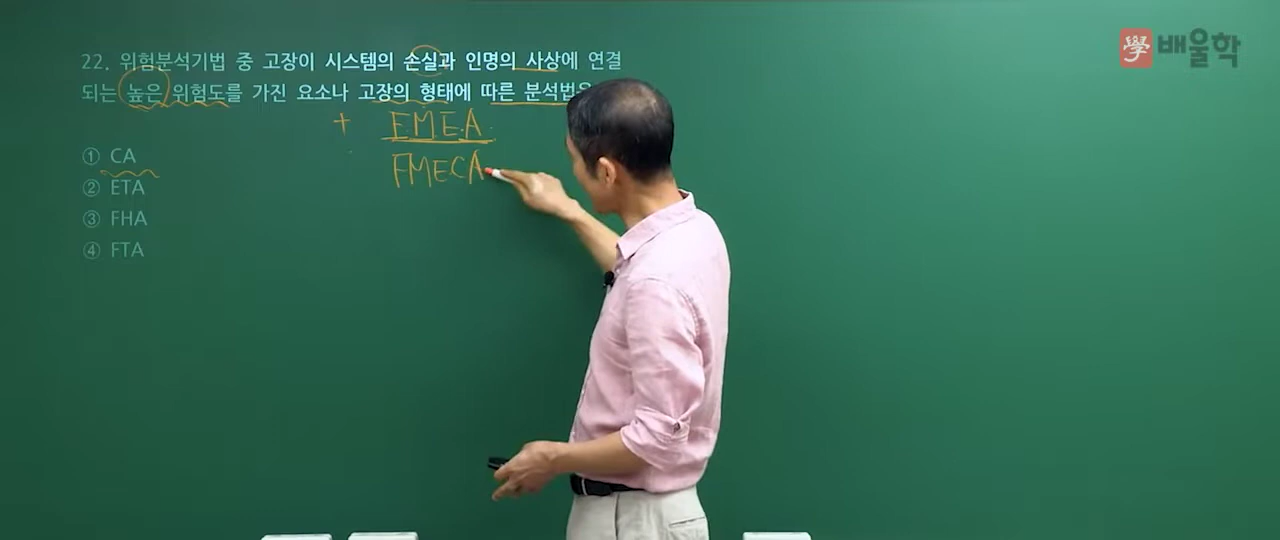 學 배울학
22. 위험분석기법 중 고장이 시스템의 손실과 인명의 사상에 연결
되는 높은 위험도를 가진 요소나 고장의 형태에 따른 분석법은
+ FMEA
FMECA
① CA
② ETA
③ FHA
④ FTA